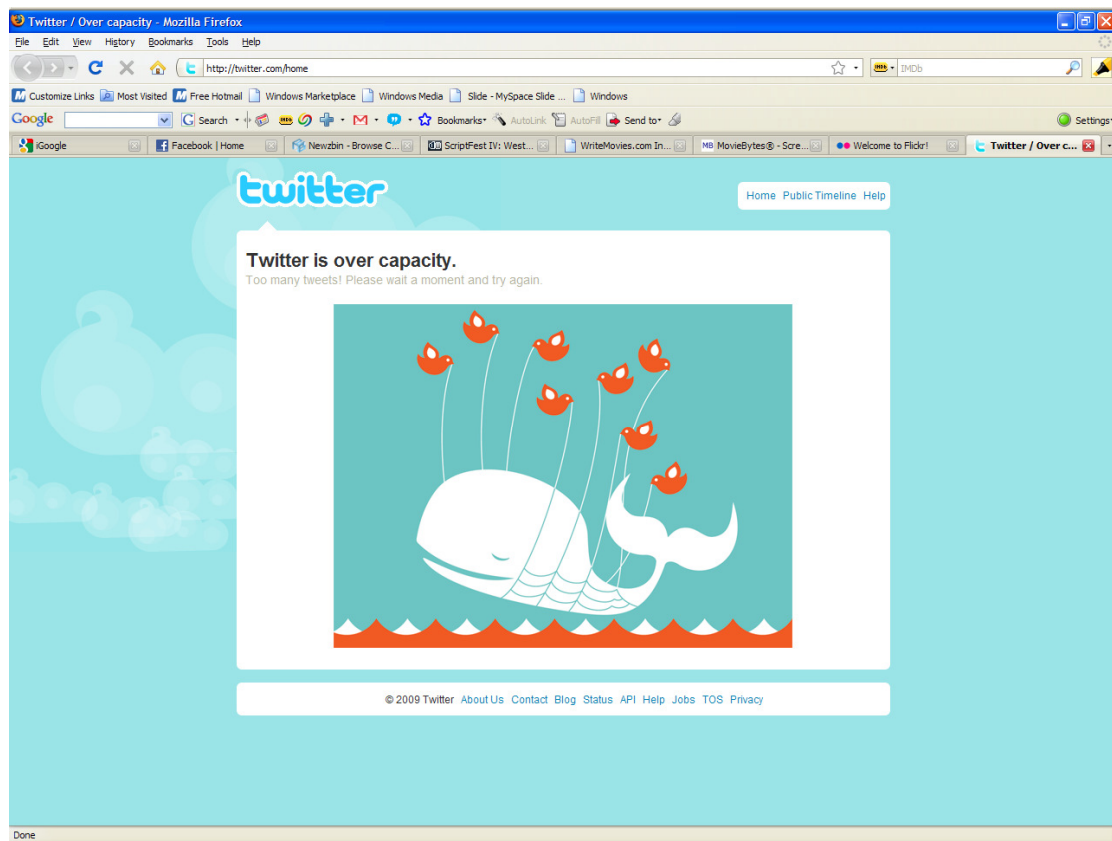 Twitter / Over capacity - Mozilla Firefox
File Edit View History Bookmarks Tools Help
http://twitter.com/home IMDb IMDb
Customize Links Most Visited Free Hotmail Windows Marketplace Windows Media Slide - MySpace Slide ... Windows
Google G Search Bookmarks AutoLink AutoFill Send to Settings
iGoogle Facebook | Home Newzbin - Browse C... ScriptFest IV: West... WriteMovies.com In... MB MovieBytes® - Scre... Welcome to Flickr! Twitter / Over c...
twitter
Home Public Timeline Help
Twitter is over capacity.
Too many tweets! Please wait a moment and try again.
© 2009 Twitter About Us Contact Blog Status API Help Jobs TOS Privacy
Done